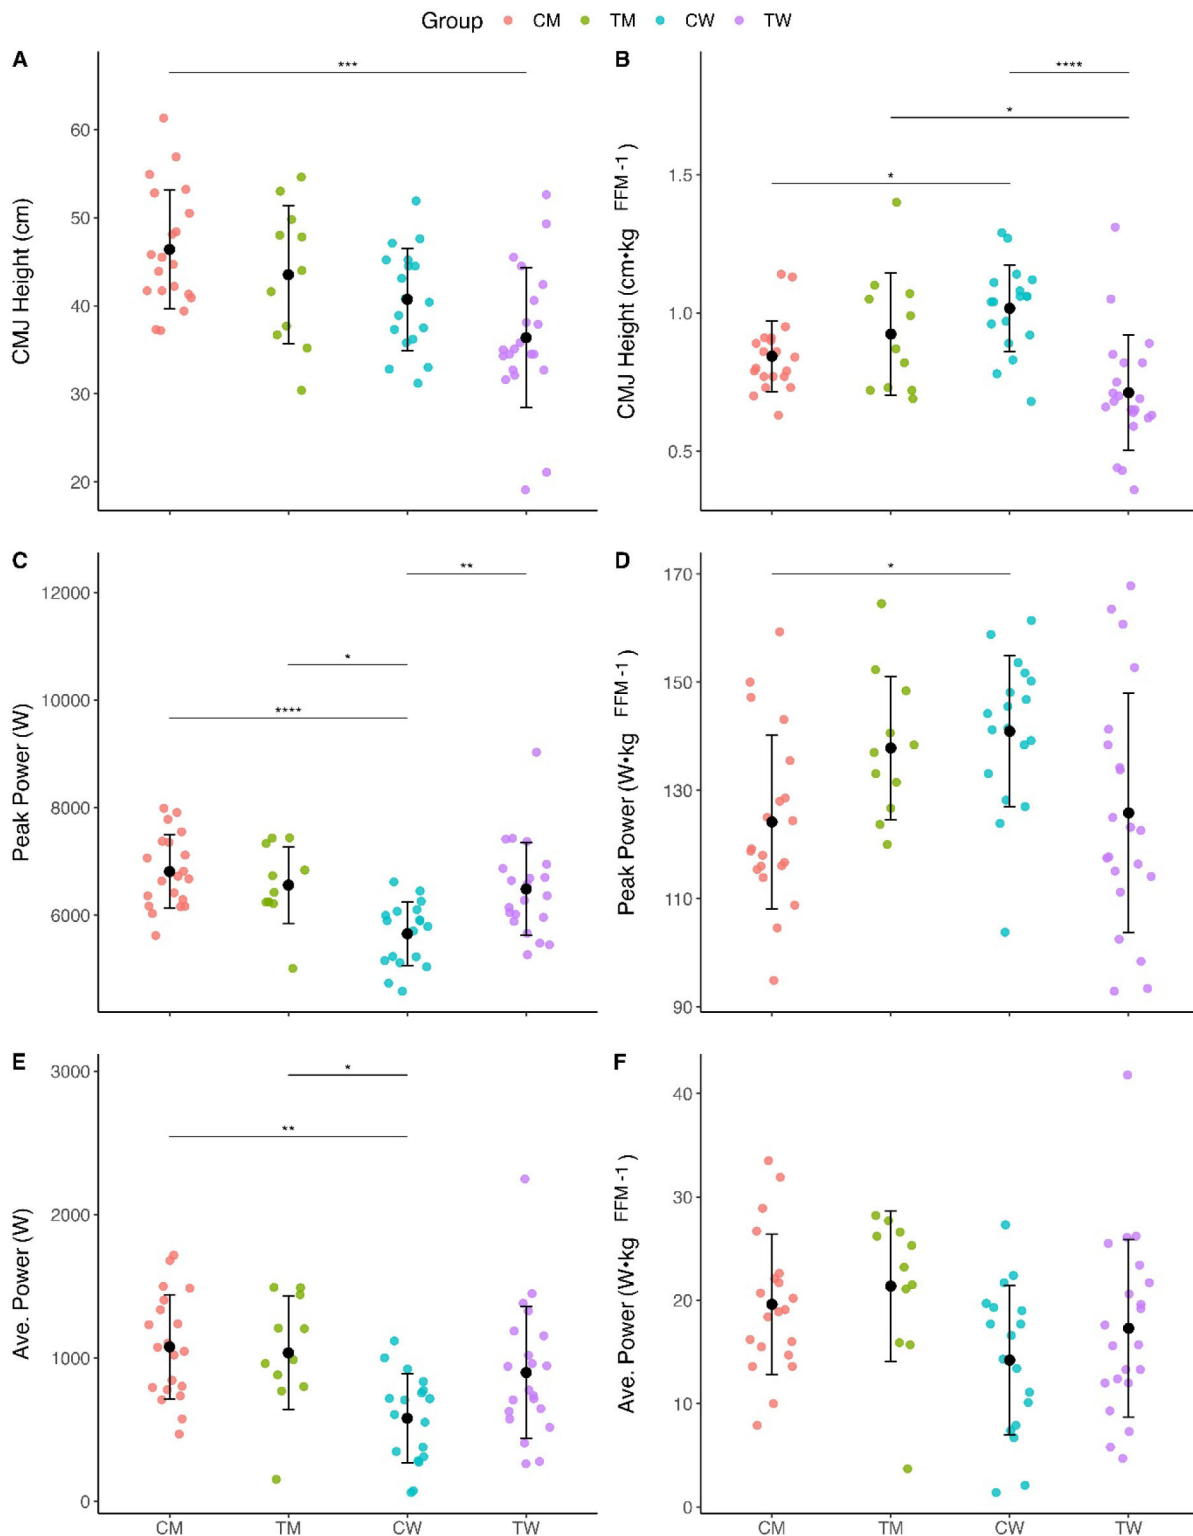 Group CM TM CW TW
A
***
CMJ Height (cm)
60
50
40
30
20
B
****
*
*
CMJ Height (cm•kg FFM -1)
1.5
1.0
0.5
C
**
*
****
Peak Power (W)
12000
10000
8000
6000
D
*
Peak Power (W•kg FFM -1)
170
150
130
110
90
E
*
**
Ave. Power (W)
3000
2000
1000
0
CM TM CW TW
F
Ave. Power (W•kg FFM -1)
40
30
20
10
0
CM TM CW TW